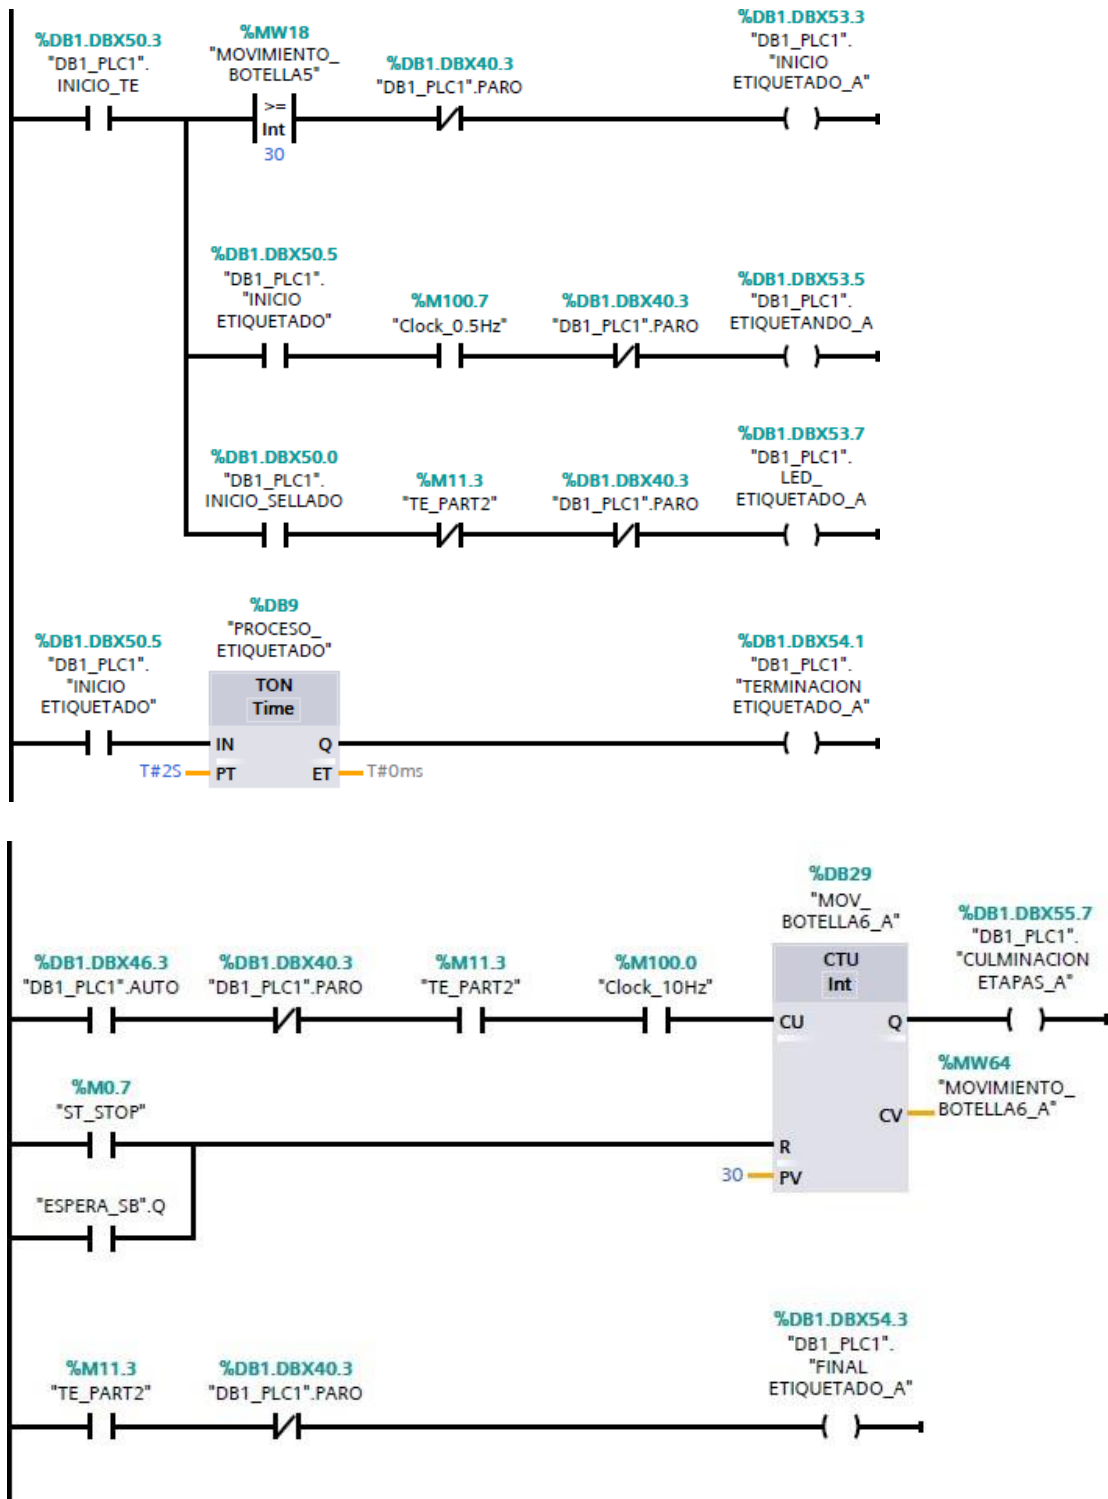 %DB1.DBX50.3
"DB1_PLC1".
INICIO_TE
%MW18
"MOVIMIENTO_
BOTELLA5"
>=
Int
30
%DB1.DBX40.3
"DB1_PLC1".PARO
%DB1.DBX53.3
"DB1_PLC1".
"INICIO
ETIQUETADO_A"
%DB1.DBX50.5
"DB1_PLC1".
"INICIO
ETIQUETADO"
%M100.7
"Clock_0.5Hz"
%DB1.DBX40.3
"DB1_PLC1".PARO
%DB1.DBX53.5
"DB1_PLC1".
ETIQUETANDO_A
%DB1.DBX50.0
"DB1_PLC1".
INICIO_SELLADO
%M11.3
"TE_PART2"
%DB1.DBX40.3
"DB1_PLC1".PARO
%DB1.DBX53.7
"DB1_PLC1".
LED_
ETIQUETADO_A
%DB1.DBX50.5
"DB1_PLC1".
"INICIO
ETIQUETADO"
%DB9
"PROCESO_
ETIQUETADO"
TON
Time
IN Q
T#2S PT ET T#0ms
%DB1.DBX54.1
"DB1_PLC1".
"TERMINACION
ETIQUETADO_A"
%DB1.DBX46.3
"DB1_PLC1".AUTO
%DB1.DBX40.3
"DB1_PLC1".PARO
%M11.3
"TE_PART2"
%M100.0
"Clock_10Hz"
%DB29
"MOV_
BOTELLA6_A"
CTU
Int
CU Q
%DB1.DBX55.7
"DB1_PLC1".
"CULMINACION
ETAPAS_A"
%MW64
"MOVIMIENTO_
BOTELLA6_A"
CV
%M0.7
"ST_STOP"
R
30 PV
"ESPERA_SB".Q
%M11.3
"TE_PART2"
%DB1.DBX40.3
"DB1_PLC1".PARO
%DB1.DBX54.3
"DB1_PLC1".
"FINAL
ETIQUETADO_A"